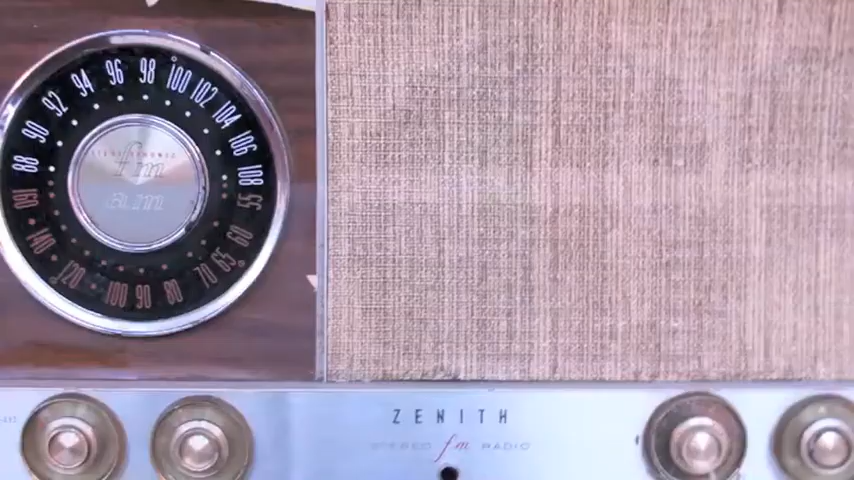 88 90 92 94 96 98 100 102 104 106 108
STEREOPHONIC
fm
am
160 140 120 100 90 80 70 65 60 55
ZENITH
STEREO fm RADIO